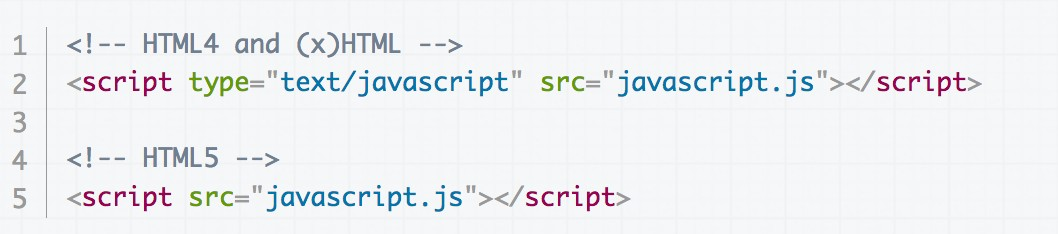 1 <!-- HTML4 and (x)HTML -->
2 <script type="text/javascript" src="javascript.js"></script>
3
4 <!-- HTML5 -->
5 <script src="javascript.js"></script>